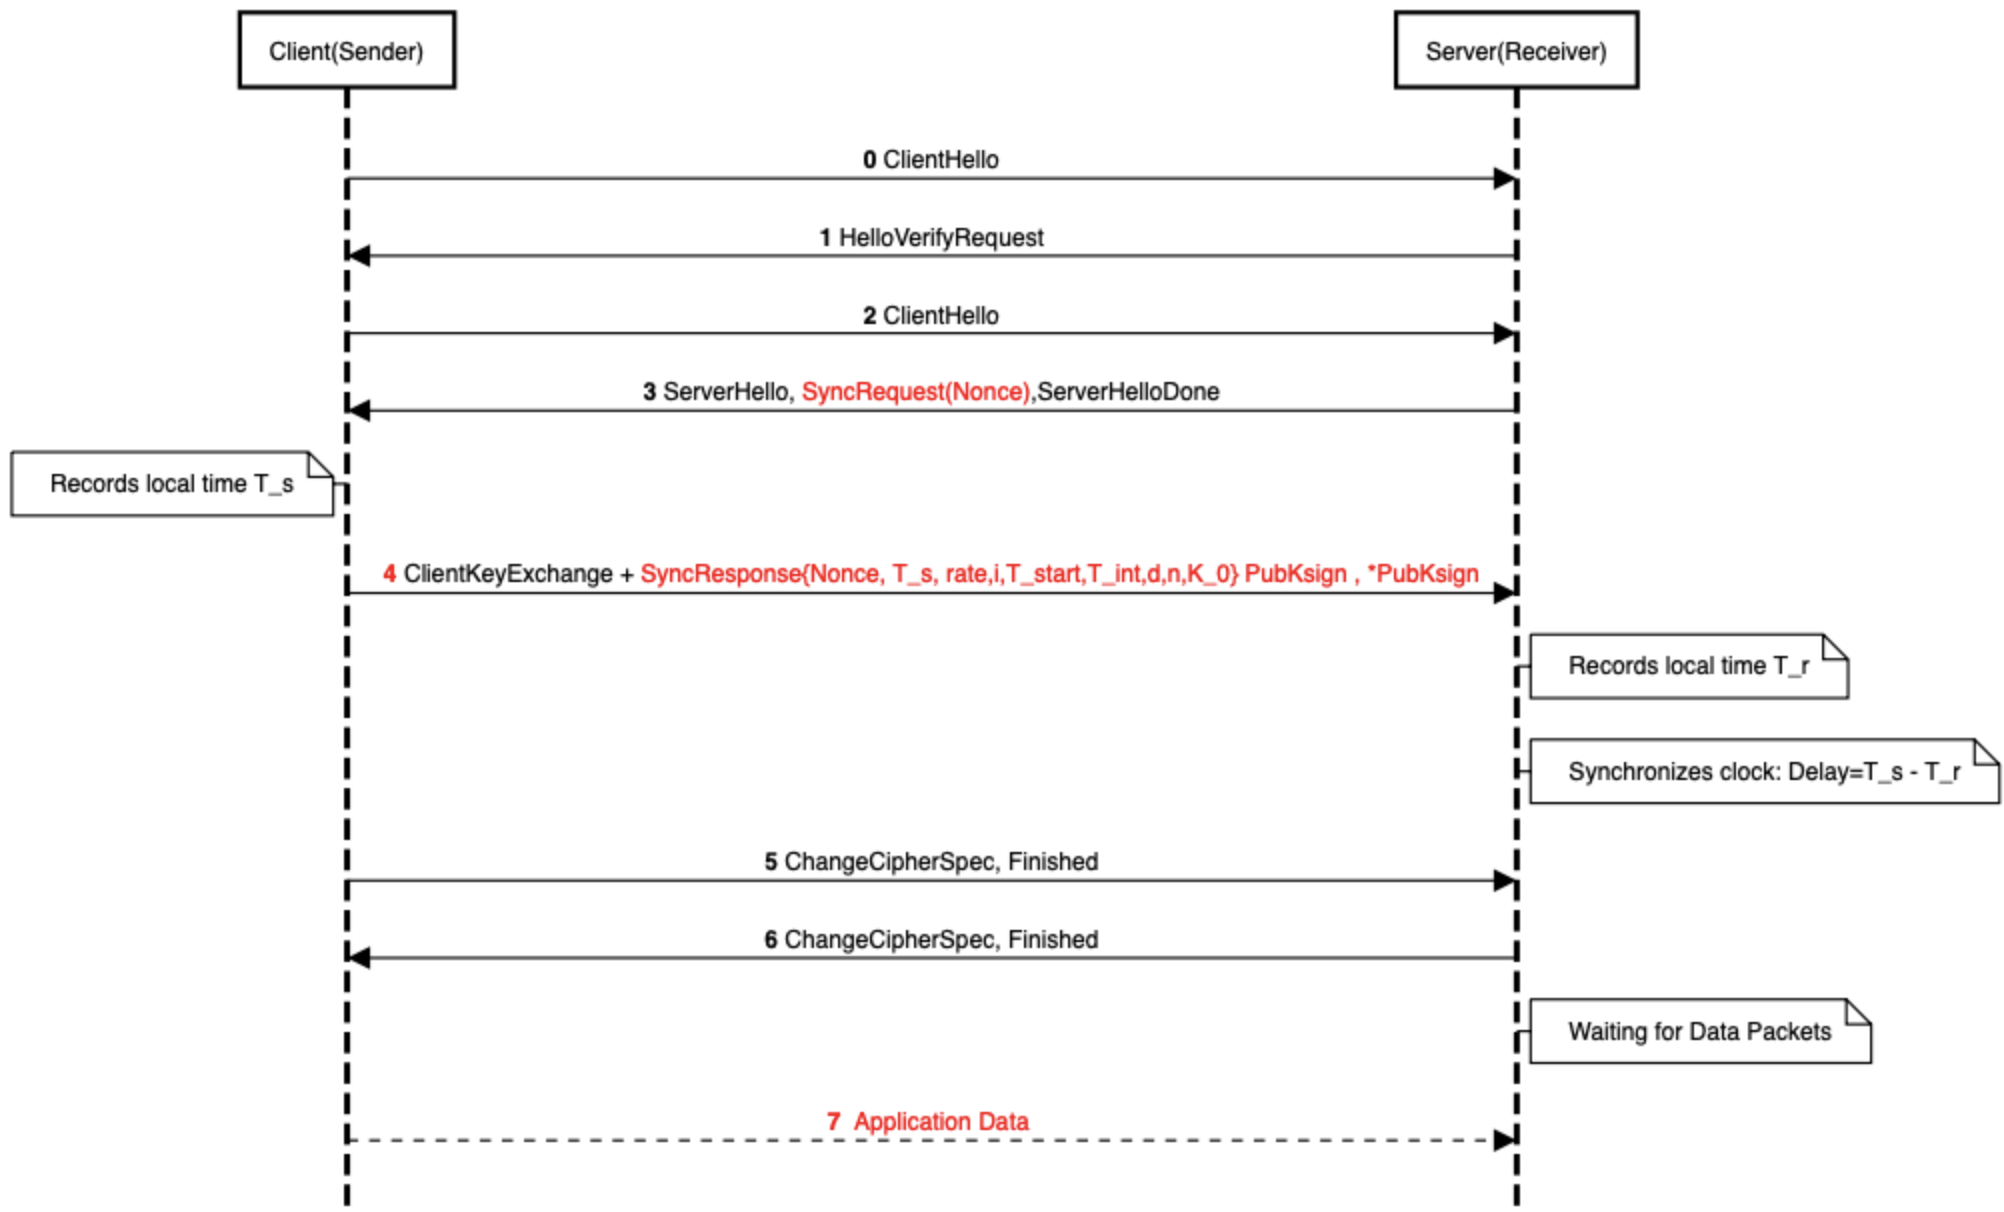 Client(Sender)
Server(Receiver)
0 ClientHello
1 HelloVerifyRequest
2 ClientHello
3 ServerHello, SyncRequest(Nonce),ServerHelloDone
Records local time T_s
4 ClientKeyExchange + SyncResponse{Nonce, T_s, rate,i,T_start,T_int,d,n,K_0} PubKsign , *PubKsign
Records local time T_r
Synchronizes clock: Delay=T_s - T_r
5 ChangeCipherSpec, Finished
6 ChangeCipherSpec, Finished
Waiting for Data Packets
7 Application Data